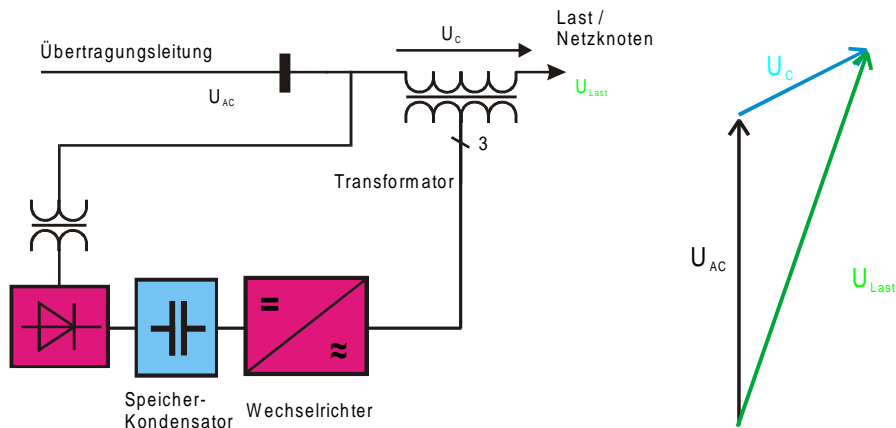 Übertragungsleitung
U AC
U C
Last /
Netzknoten
U Last
3
Transformator
=
≈
Speicher-
Kondensator
Wechselrichter
U C
U AC
U Last